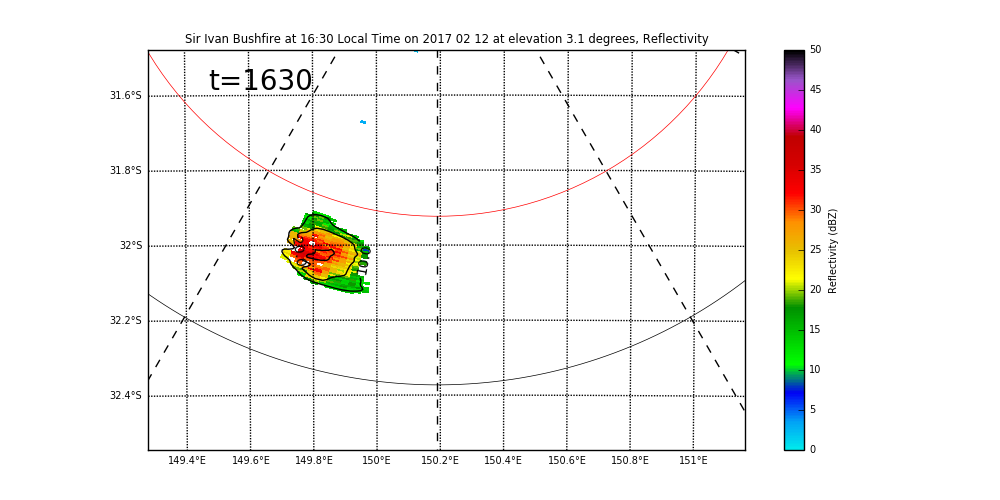 Sir Ivan Bushfire at 16:30 Local Time on 2017 02 12 at elevation 3.1 degrees, Reflectivity
t=1630
31.6°S
31.8°S
32°S
32.2°S
32.4°S
149.4°E 149.6°E 149.8°E 150°E 150.2°E 150.4°E 150.6°E 150.8°E 151°E
50
45
40
35
30
25
20
15
10
5
0
Reflectivity (dBZ)